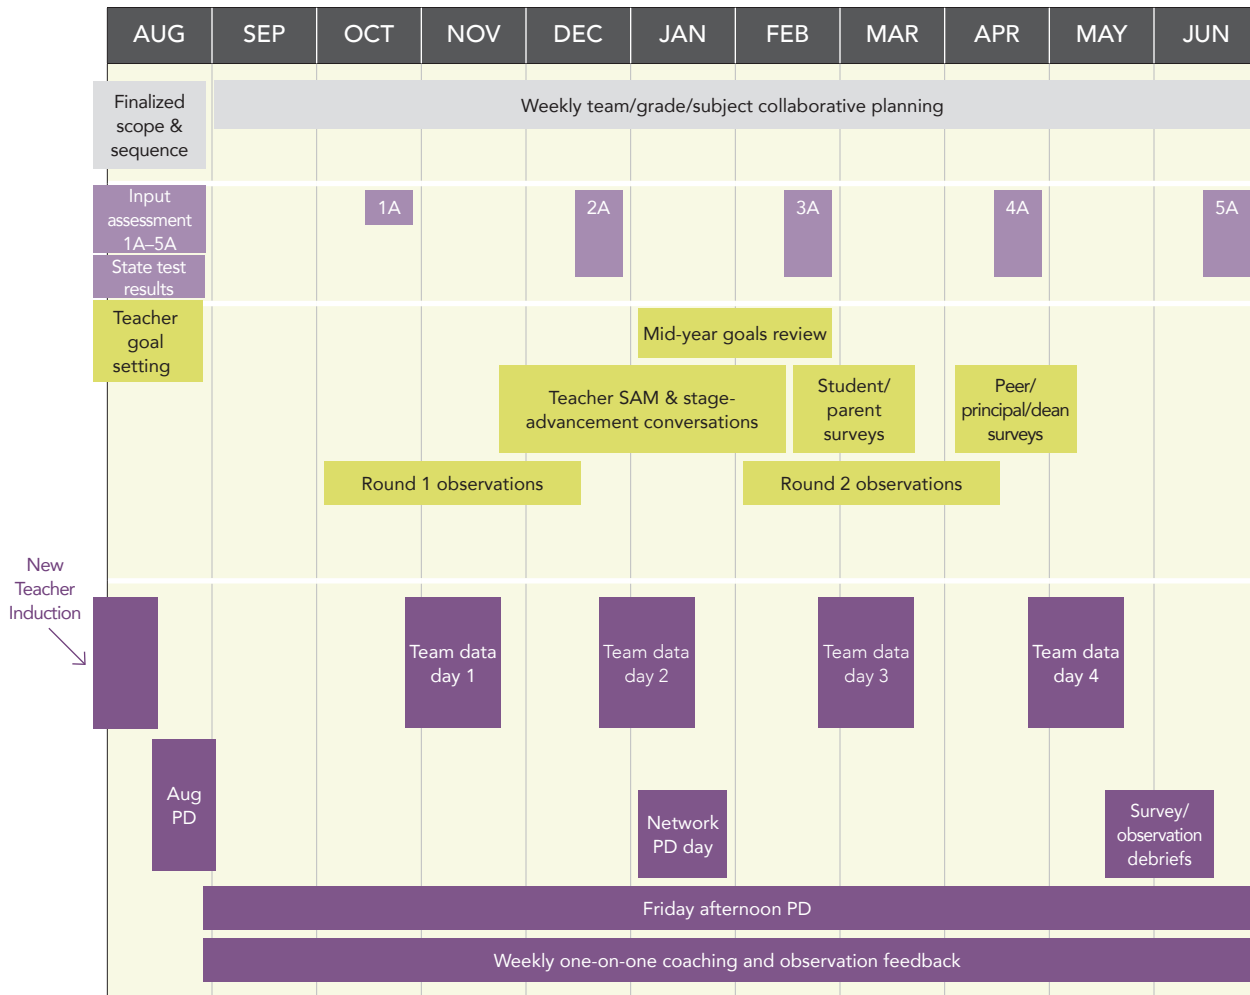 AUG SEP OCT NOV DEC JAN FEB MAR APR MAY JUN
Finalized
scope &
sequence
Weekly team/grade/subject collaborative planning
Input
assessment
1A–5A
1A
2A
3A
4A
5A
State test
results
Teacher
goal
setting
Mid-year goals review
Teacher SAM & stage-
advancement conversations
Student/
parent
surveys
Peer/
principal/dean
surveys
Round 1 observations
Round 2 observations
New
Teacher
Induction
Team data
day 1
Team data
day 2
Team data
day 3
Team data
day 4
Aug
PD
Network
PD day
Survey/
observation
debriefs
Friday afternoon PD
Weekly one-on-one coaching and observation feedback